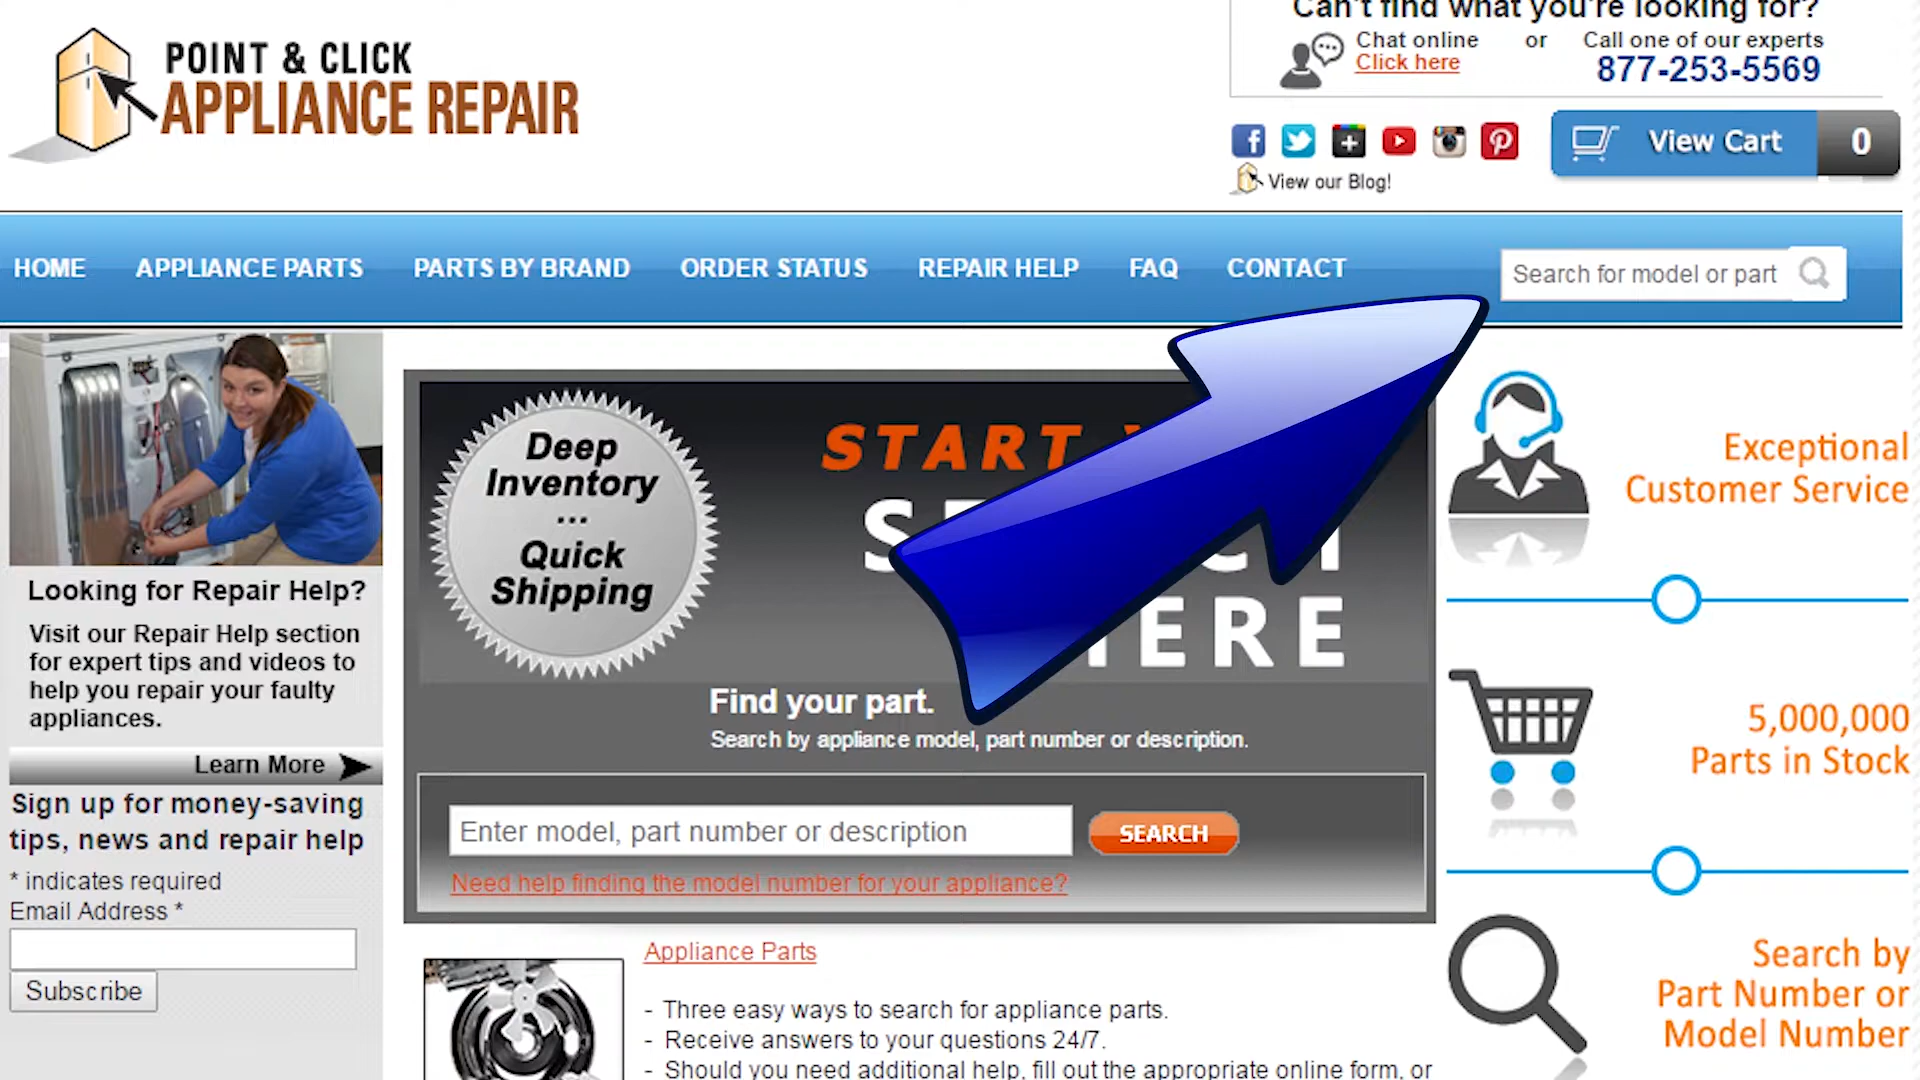 Can't find what you're looking for?
Chat online or Call one of our experts
Click here 877-253-5569
POINT & CLICK
APPLIANCE REPAIR
View Cart 0
View our Blog!
HOME APPLIANCE PARTS PARTS BY BRAND ORDER STATUS REPAIR HELP FAQ CONTACT
Search for model or part
Deep
Inventory
...
Quick
Shipping
START
Find your part.
Search by appliance model, part number or description.
Enter model, part number or description
SEARCH
Need help finding the model number for your appliance?
Looking for Repair Help?
Visit our Repair Help section
for expert tips and videos to
help you repair your faulty
appliances.
Learn More
Sign up for money-saving
tips, news and repair help
* indicates required
Email Address *
Subscribe
Appliance Parts
- Three easy ways to search for appliance parts.
- Receive answers to your questions 24/7.
- Should you need additional help, fill out the appropriate online form, or
Exceptional
Customer Service
5,000,000
Parts in Stock
Search by
Part Number or
Model Number